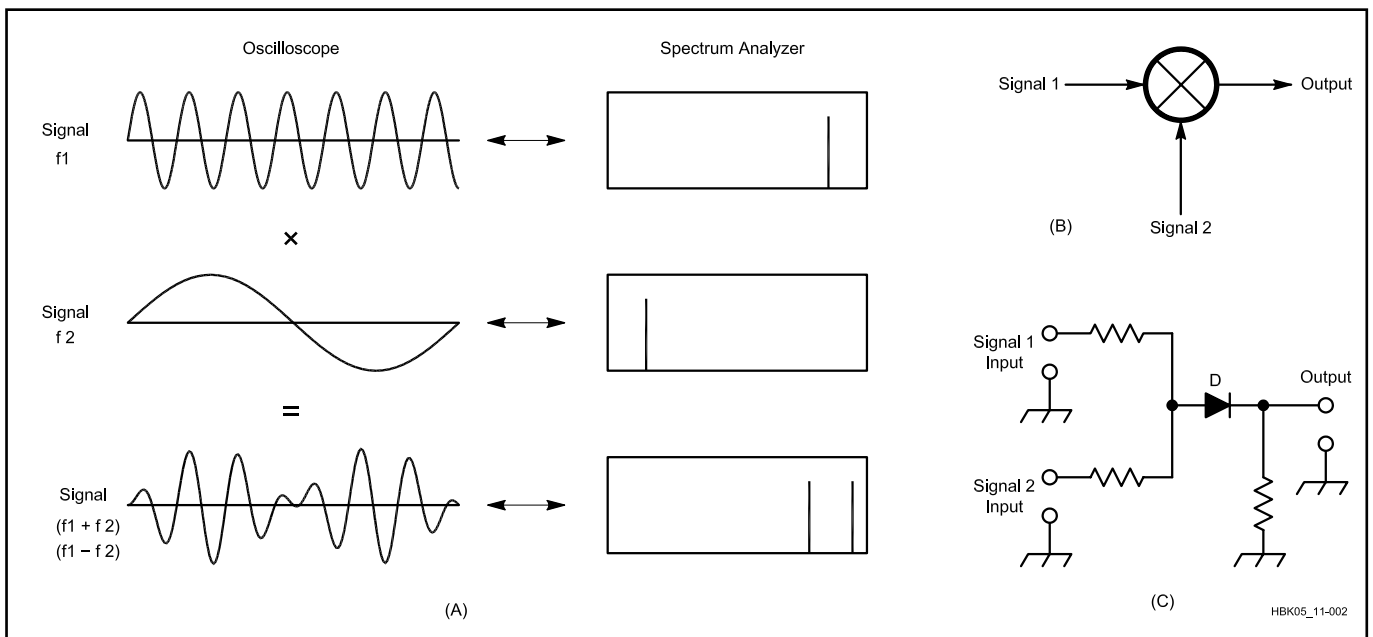 Oscilloscope
Spectrum Analyzer
Signal
f1
×
Signal
f 2
=
Signal
(f1 + f 2)
(f1 − f 2)
(A)
Signal 1
Output
Signal 2
(B)
Signal 1
Input
D
Output
Signal 2
Input
(C)
HBK05_11-002